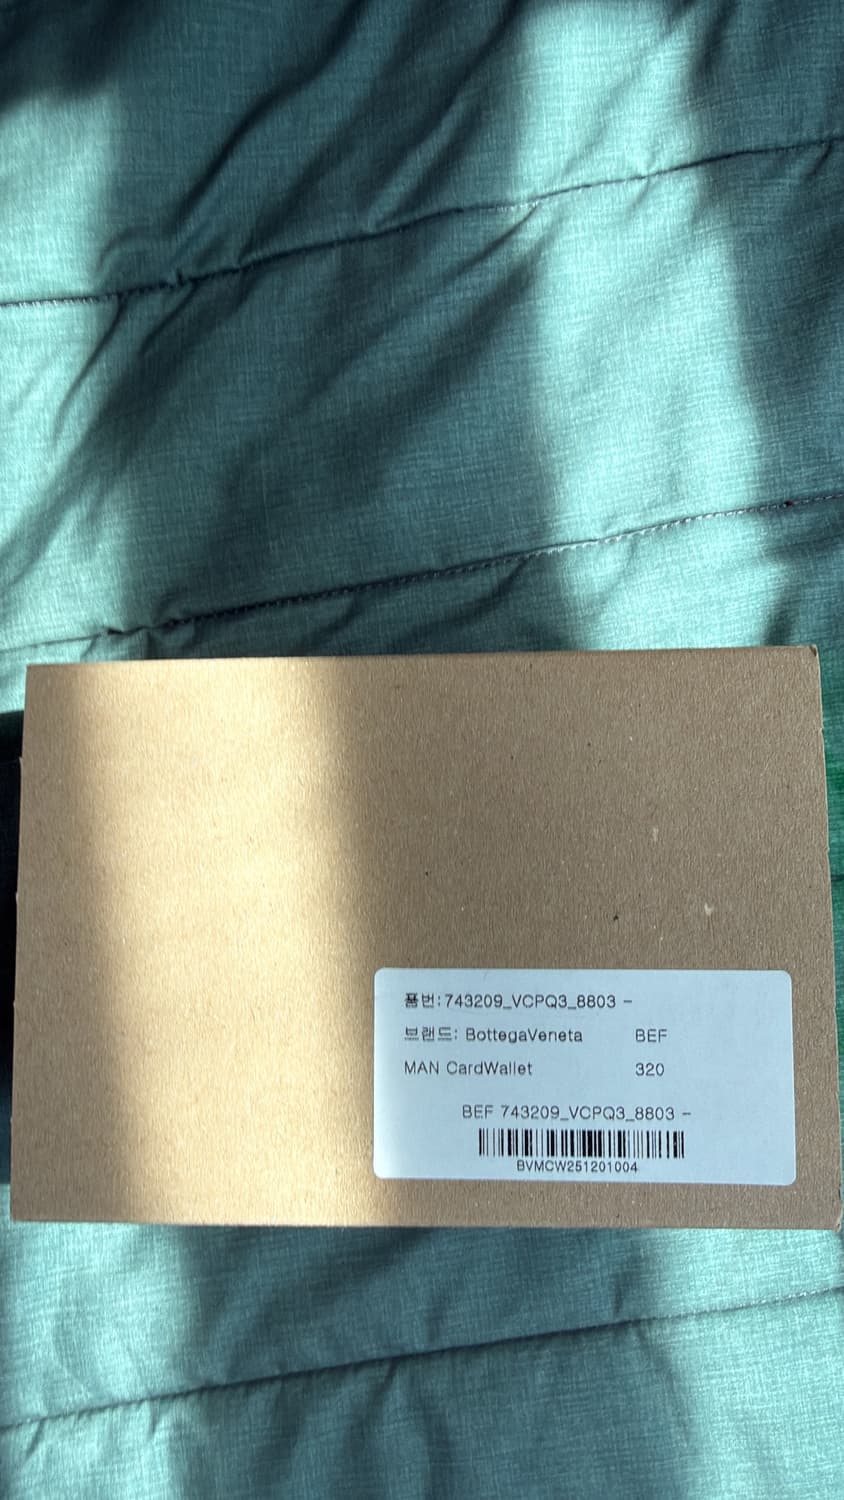 품번: 743209_VCPQ3_8803 -
브랜드: BottegaVeneta BEF
MAN CardWallet 320
BEF 743209_VCPQ3_8803 -
BVMCW251201004